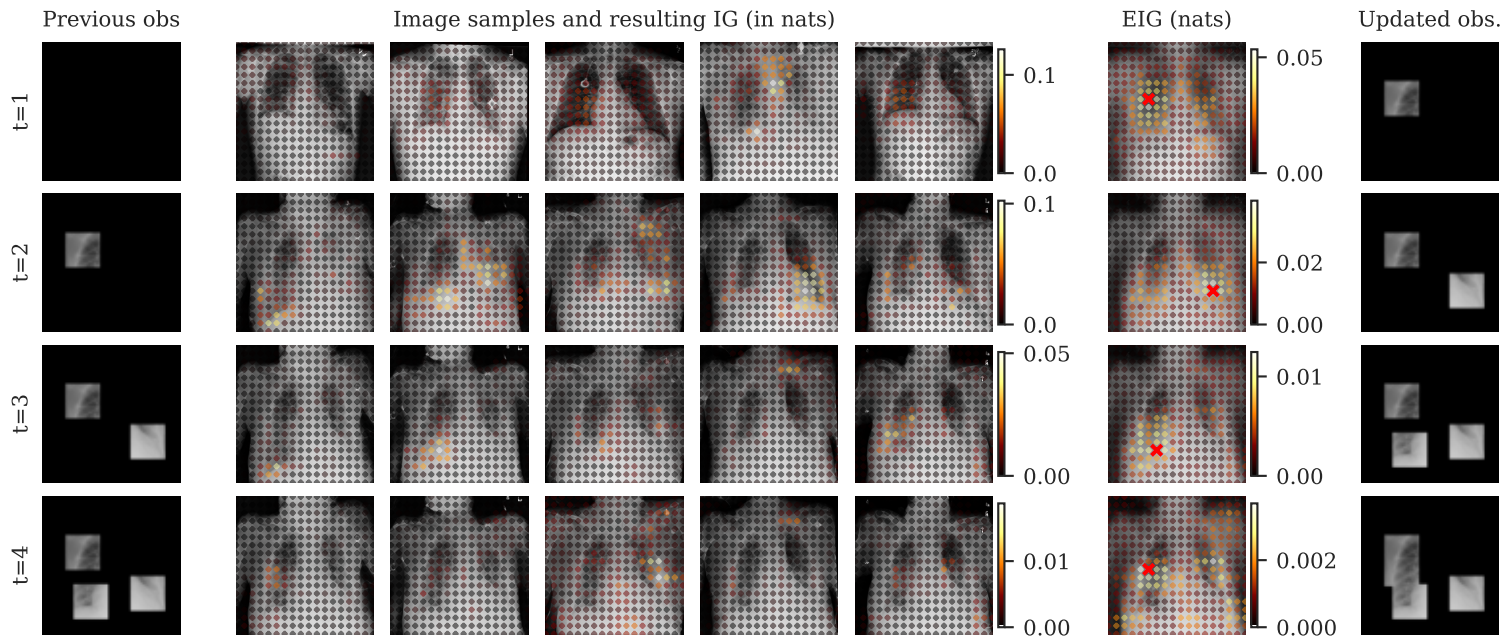 Previous obs
Image samples and resulting IG (in nats)
EIG (nats)
Updated obs.
t=1
0.1
0.0
0.05
0.00
t=2
0.1
0.0
0.02
0.00
t=3
0.05
0.00
0.01
0.00
t=4
0.01
0.00
0.002
0.000